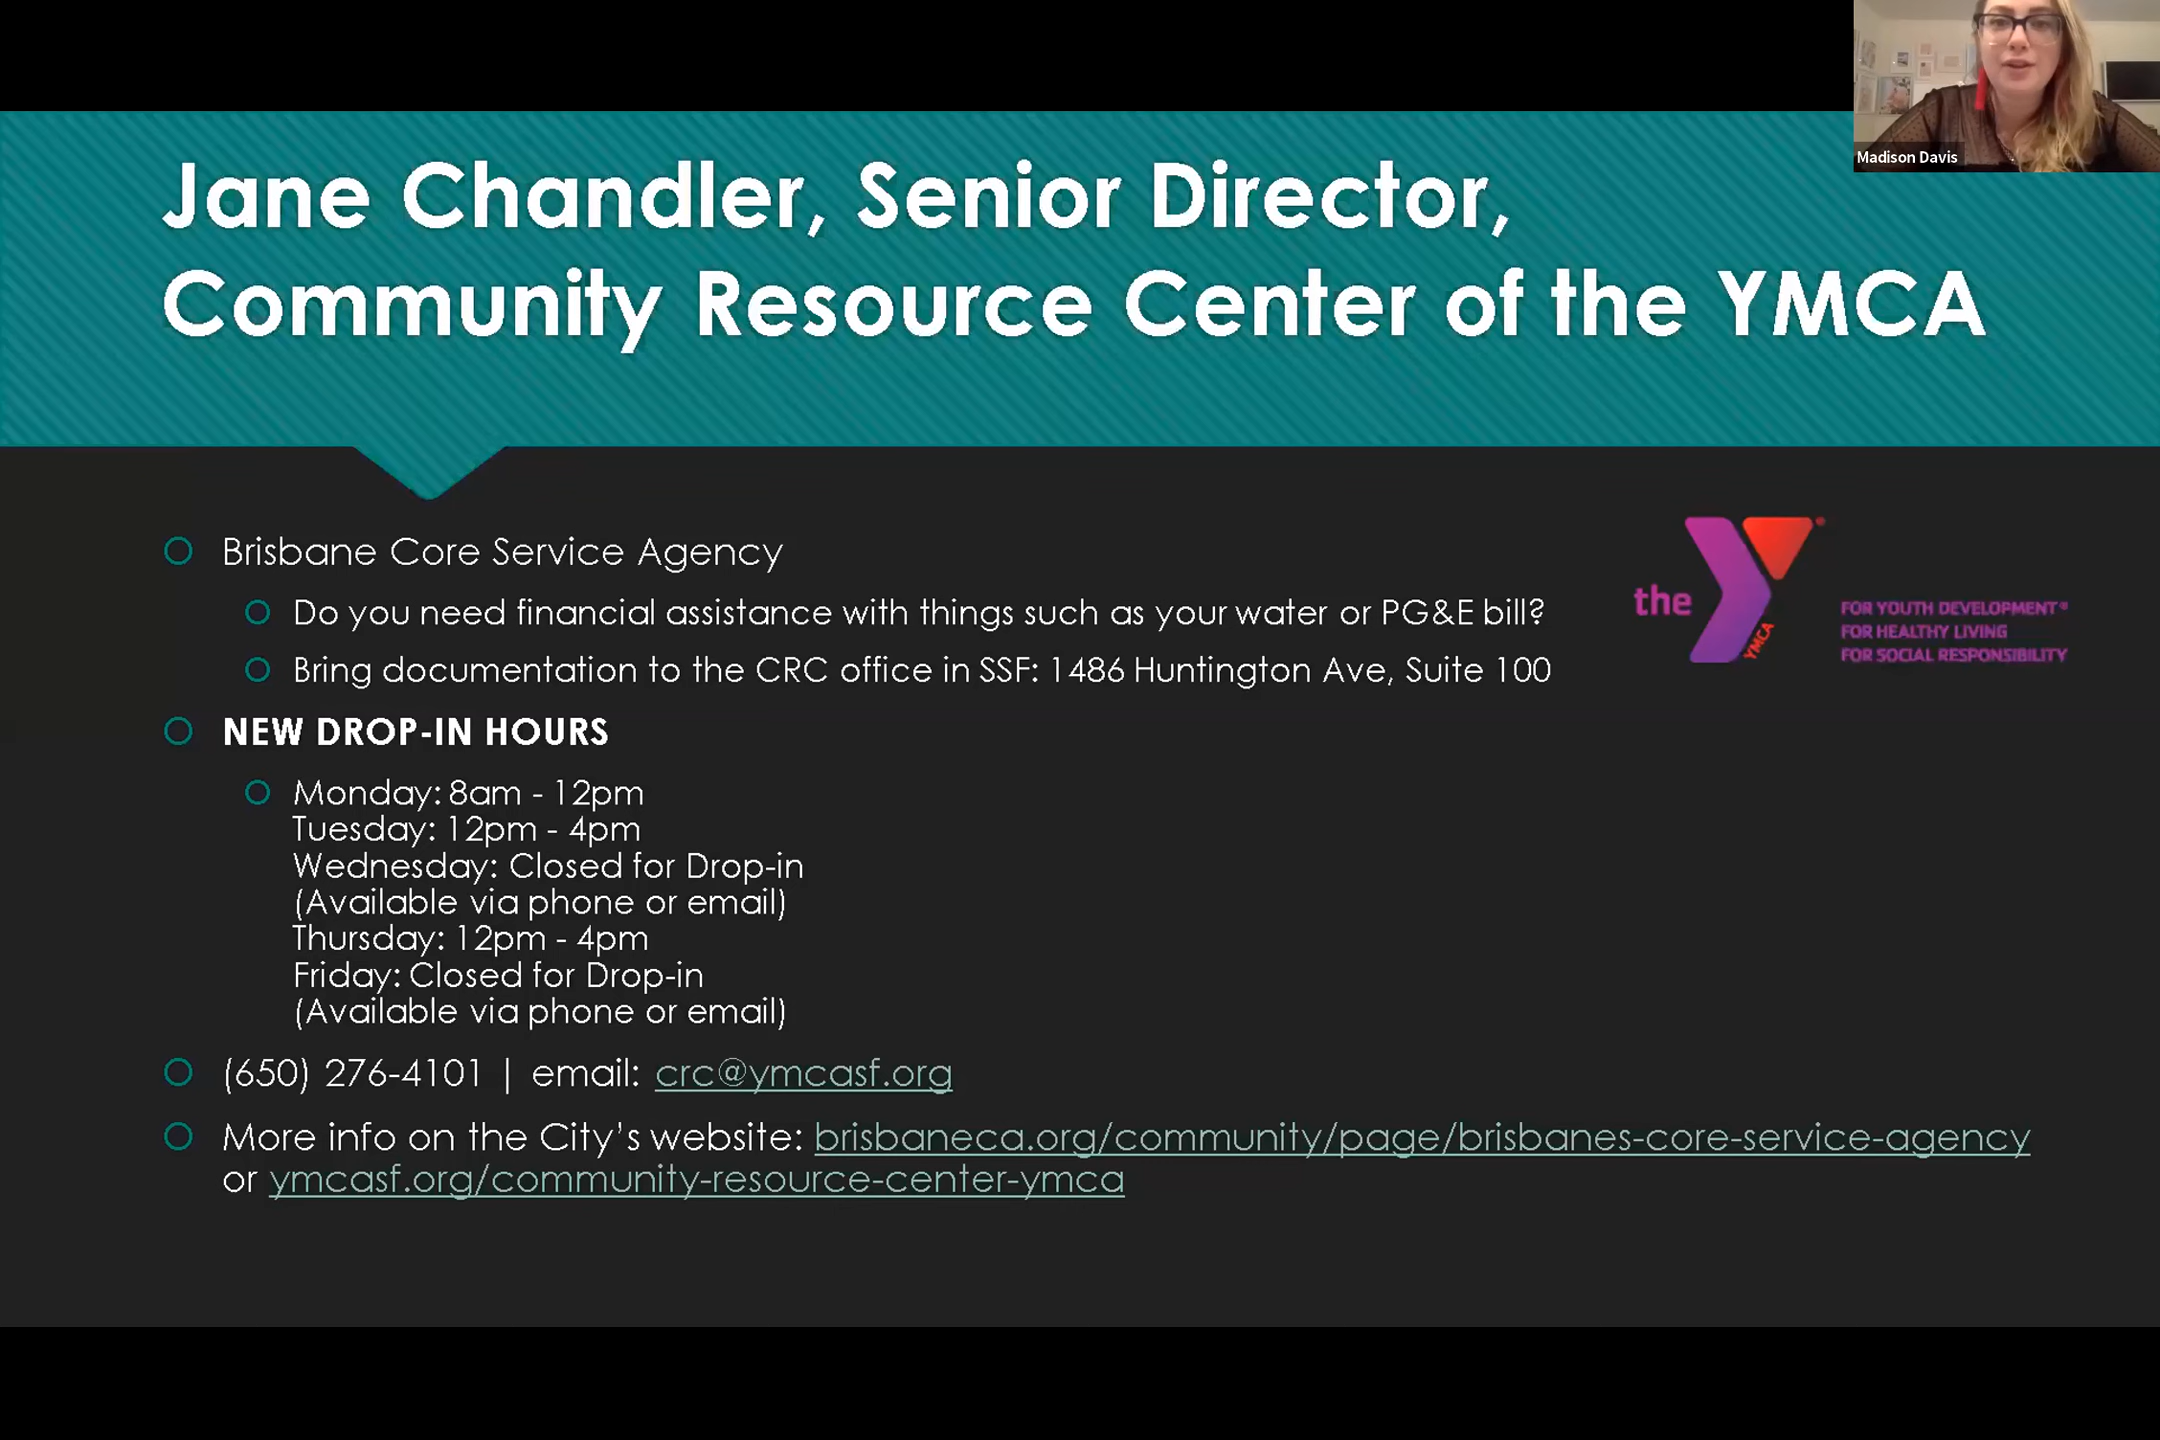 Madison Davis
Jane Chandler, Senior Director,
Community Resource Center of the YMCA
Brisbane Core Service Agency
Do you need financial assistance with things such as your water or PG&E bill?
Bring documentation to the CRC office in SSF: 1486 Huntington Ave, Suite 100
the YMCA
FOR YOUTH DEVELOPMENT®
FOR HEALTHY LIVING
FOR SOCIAL RESPONSIBILITY
NEW DROP-IN HOURS
Monday: 8am - 12pm
Tuesday: 12pm - 4pm
Wednesday: Closed for Drop-in
(Available via phone or email)
Thursday: 12pm - 4pm
Friday: Closed for Drop-in
(Available via phone or email)
(650) 276-4101 | email: crc@ymcasf.org
More info on the City's website: brisbaneca.org/community/page/brisbanes-core-service-agency
or ymcasf.org/community-resource-center-ymca